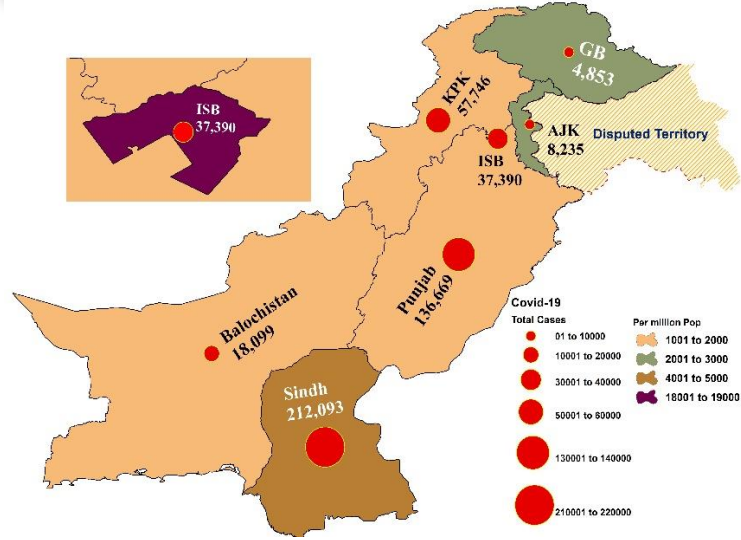 GB
4,853
KPK
57,746
ISB
37,390
AJK
8,235
Disputed Territory
ISB
37,390
Punjab
136,669
Balochistan
18,099
Sindh
212,093
Covid-19
Total Cases
01 to 10000
10001 to 20000
30001 to 40000
50001 to 60000
130001 to 140000
210001 to 220000
Per million Pop
1001 to 2000
2001 to 3000
4001 to 5000
18001 to 19000